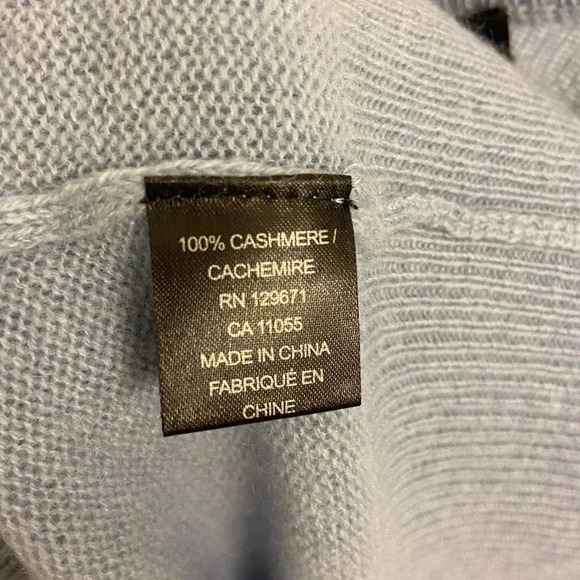 100% CASHMERE /
CACHEMIRE
RN 129671
CA 11055
MADE IN CHINA
FABRIQUÉ EN
CHINE